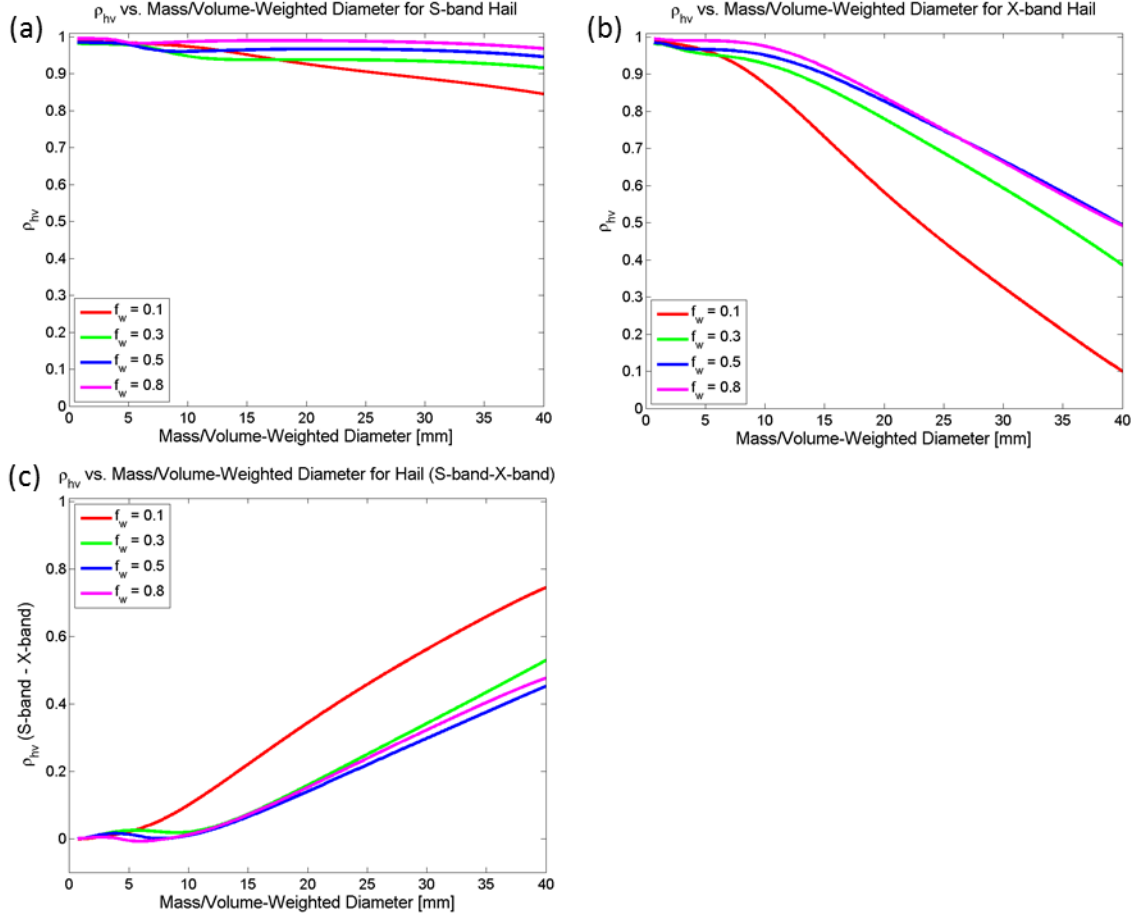 (a)
ρhv vs. Mass/Volume-Weighted Diameter for S-band Hail
1
0.9
0.8
0.7
0.6
0.5
0.4
0.3
0.2
0.1
0
ρhv
fw = 0.1
fw = 0.3
fw = 0.5
fw = 0.8
0 5 10 15 20 25 30 35 40
Mass/Volume-Weighted Diameter [mm]
(b)
ρhv vs. Mass/Volume-Weighted Diameter for X-band Hail
1
0.9
0.8
0.7
0.6
0.5
0.4
0.3
0.2
0.1
0
ρhv
fw = 0.1
fw = 0.3
fw = 0.5
fw = 0.8
0 5 10 15 20 25 30 35 40
Mass/Volume-Weighted Diameter [mm]
(c)
ρhv vs. Mass/Volume-Weighted Diameter for Hail (S-band-X-band)
1
0.8
0.6
0.4
0.2
0
ρhv (S-band - X-band)
fw = 0.1
fw = 0.3
fw = 0.5
fw = 0.8
0 5 10 15 20 25 30 35 40
Mass/Volume-Weighted Diameter [mm]